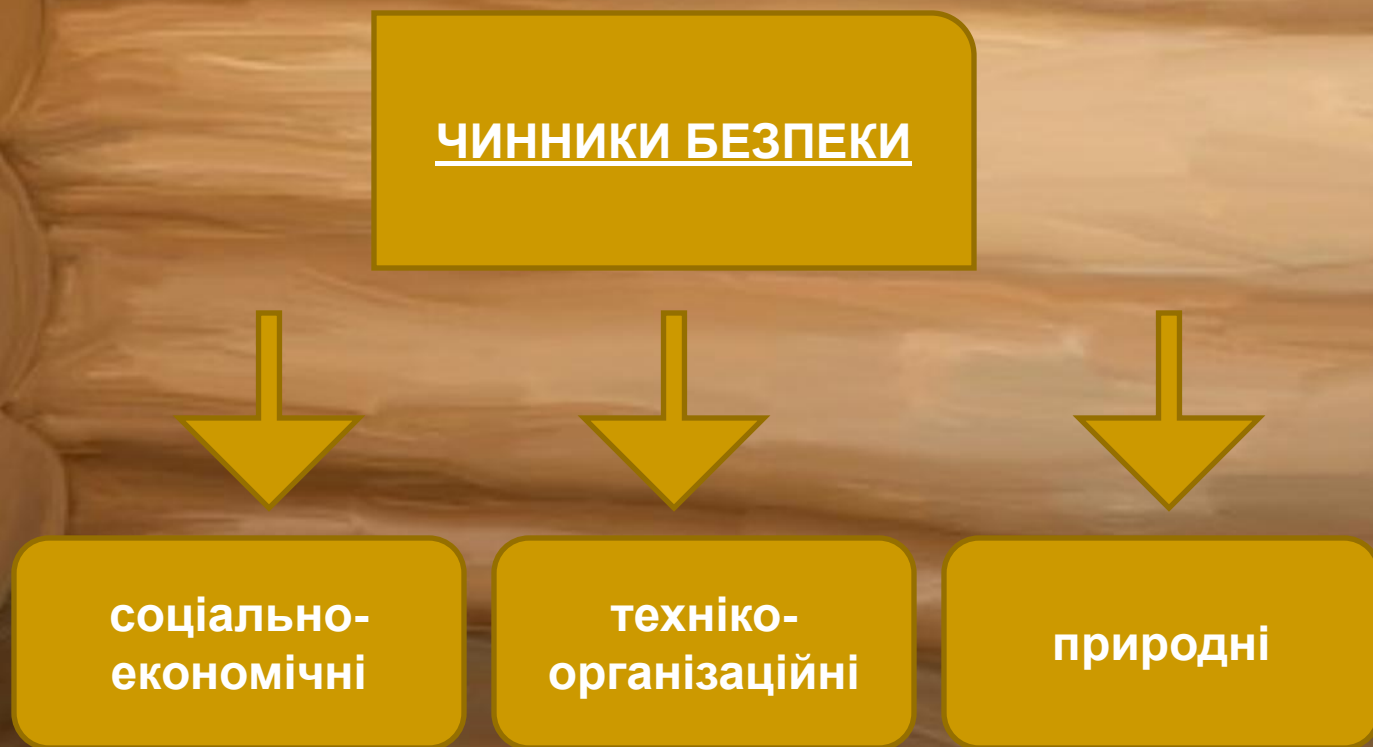 ЧИННИКИ БЕЗПЕКИ
соціально-
економічні
техніко-
організаційні
природні